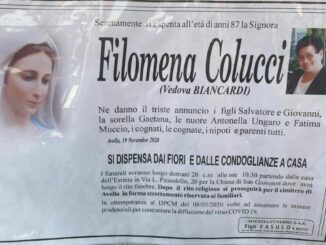 Serenamente si è spenta all'età di anni 87 la Signora
Filomena Colucci
(Vedova BIANCARDI)
Ne danno il triste annuncio i figli Salvatore e Giovanni,
la sorella Gaetana, le nuore Antonella Ungaro e Fatima
Muccio, i cognati, le cognate, i nipoti e parenti tutti.
Avella, 19 Novembre 2020
SI DISPENSA DAI FIORI E DALLE CONDOGLIANZE A CASA
I funerali avranno luogo domani 20 c.m. alle ore 10,30 partendo dalla casa
dell'Estinta in Via L. Pirandello, 20 per la Chiesa di San Giovanni dove avrà
luogo il rito funebre. Dopo il rito religioso si proseguirà per il cimitero di
Avella in forma strettamente riservata ai familiari.
In ottemperanza al DPCM del 08/03/2020 volto ad assumere le misure
prudenziali per contrastare la diffusione del virus COVID 19.
AGENZIA FUNEBRE S.A.S.
Figli FASULO